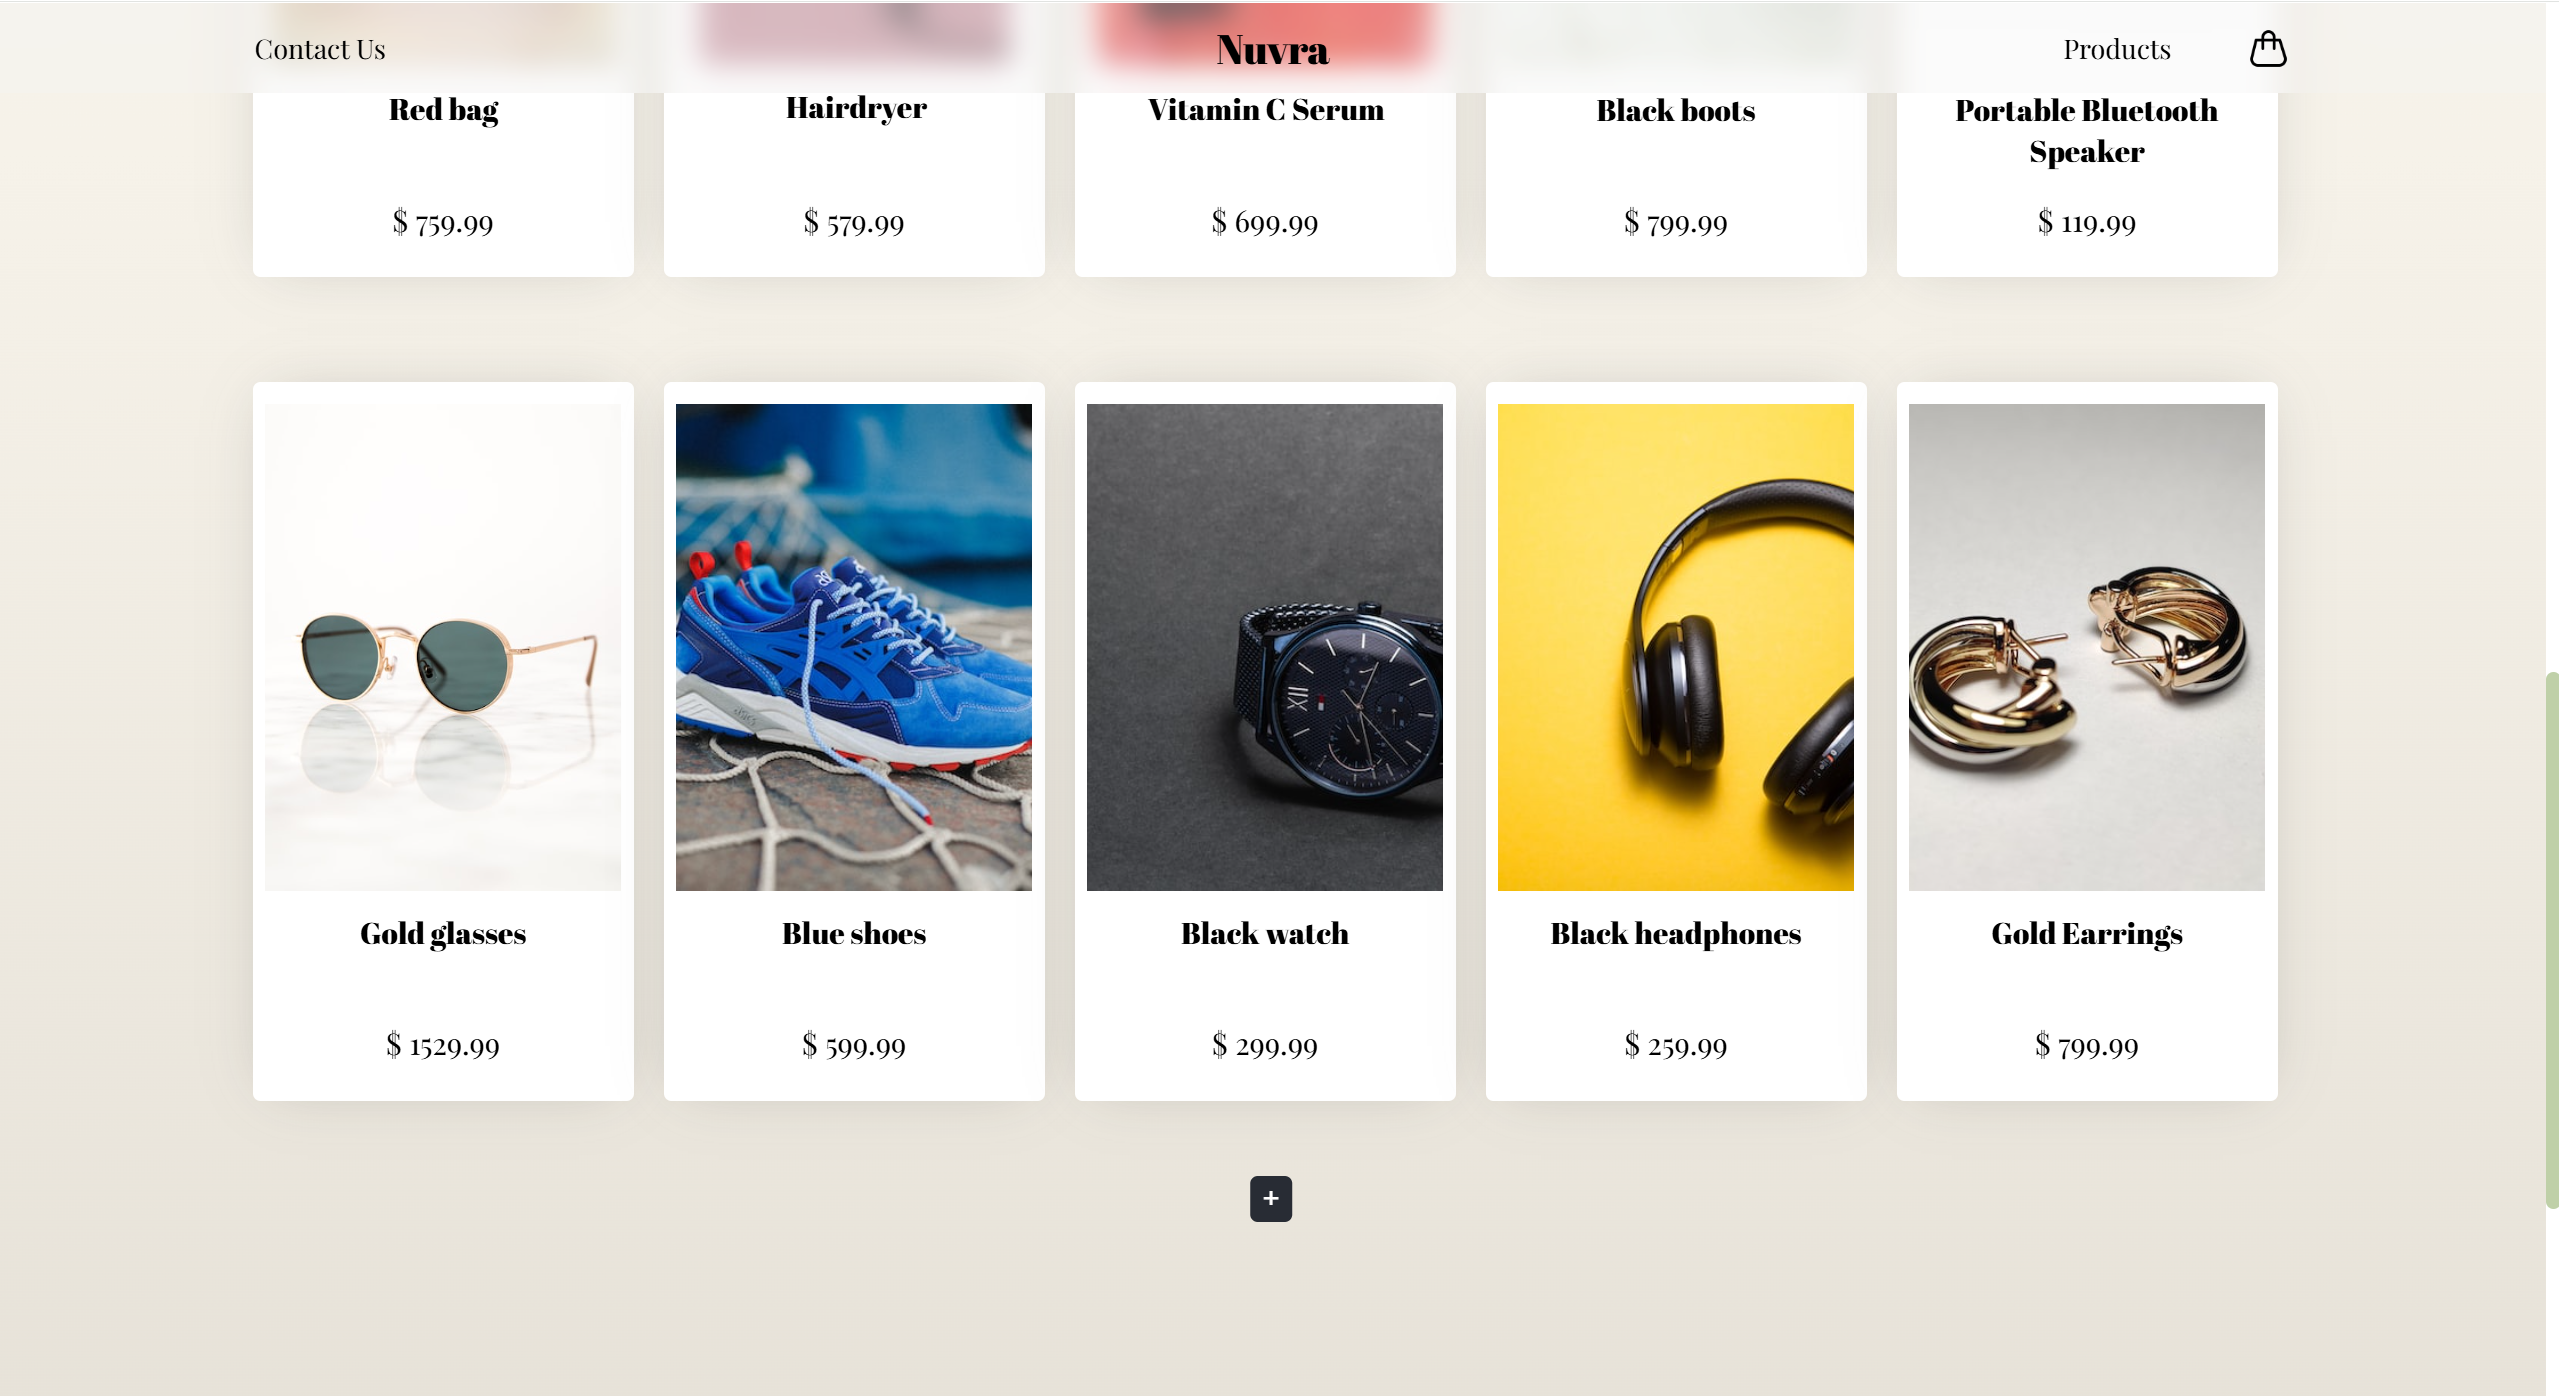 Contact Us
Nuvra
Products
Red bag
Hairdryer
Vitamin C Serum
Black boots
Portable Bluetooth
Speaker
$ 759.99
$ 579.99
$ 699.99
$ 799.99
$ 119.99
XII
Gold glasses
Blue shoes
Black watch
Black headphones
Gold Earrings
$ 1529.99
$ 599.99
$ 299.99
$ 259.99
$ 799.99
+